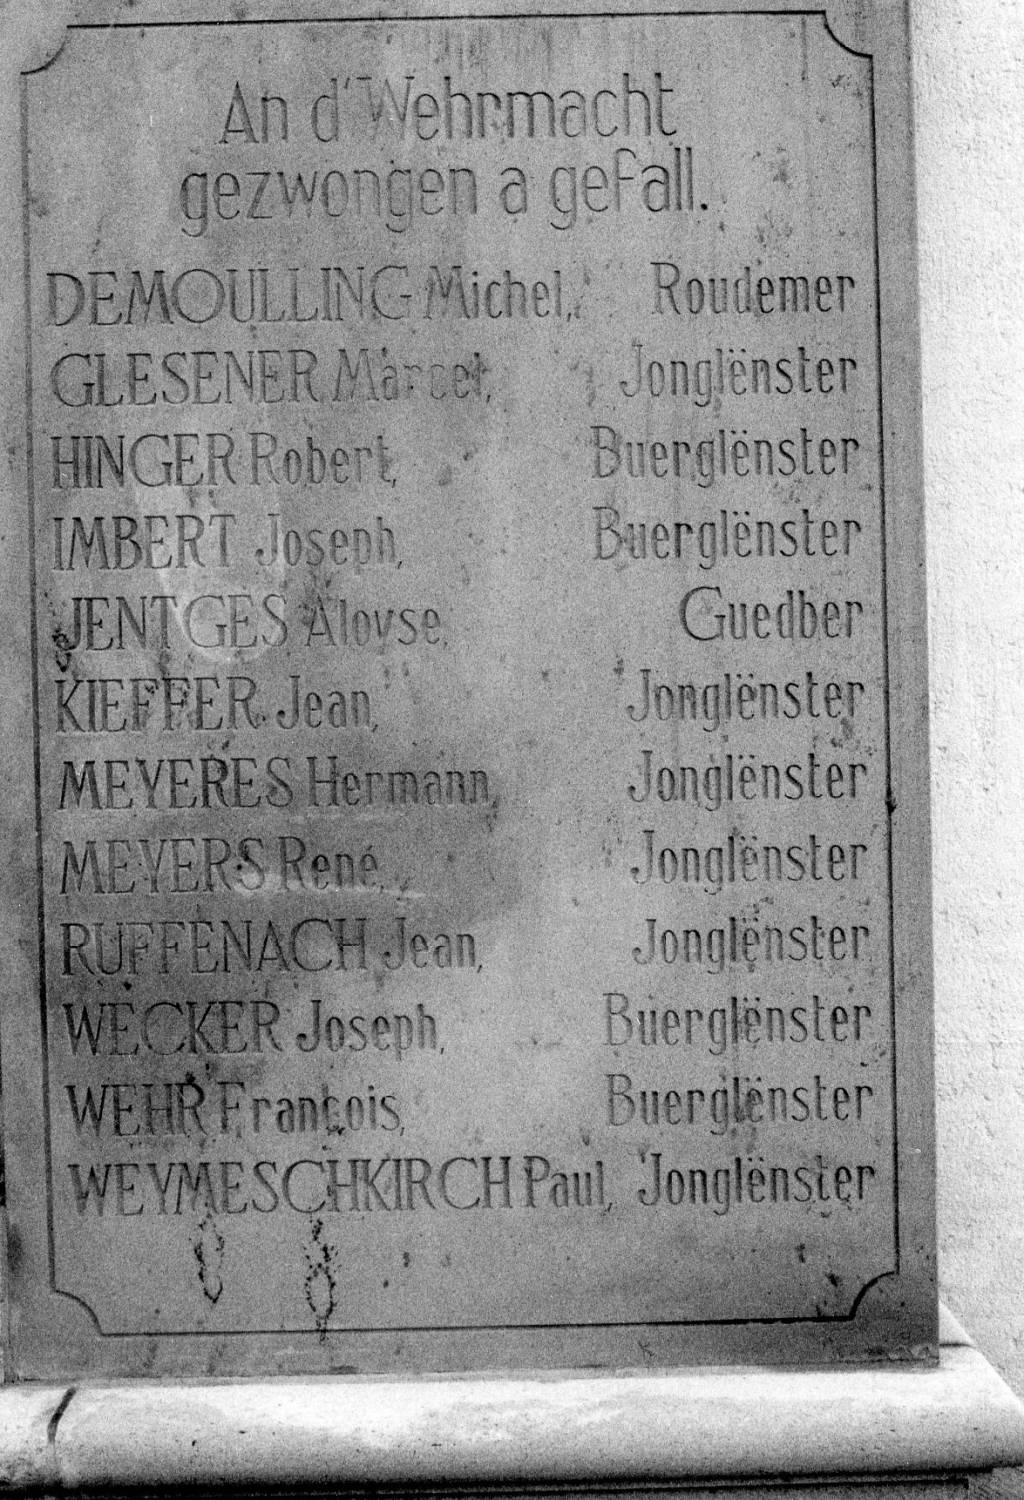 An d'Wehrmacht
gezwongen a gefall.
DEMOULLING Michel, Roudemer
GLESENER Marcel, Jonglënster
HINGER Robert, Buerglënster
IMBERT Joseph, Buerglënster
JENTGES Aloyse, Guedber
KIEFFER Jean, Jonglënster
MEYERES Hermann, Jonglënster
MEYERS René, Jonglënster
RUFFENACH Jean, Jonglënster
WECKER Joseph, Buerglënster
WEHR François, Buerglënster
WEYMESCHKIRCH Paul, Jonglënster